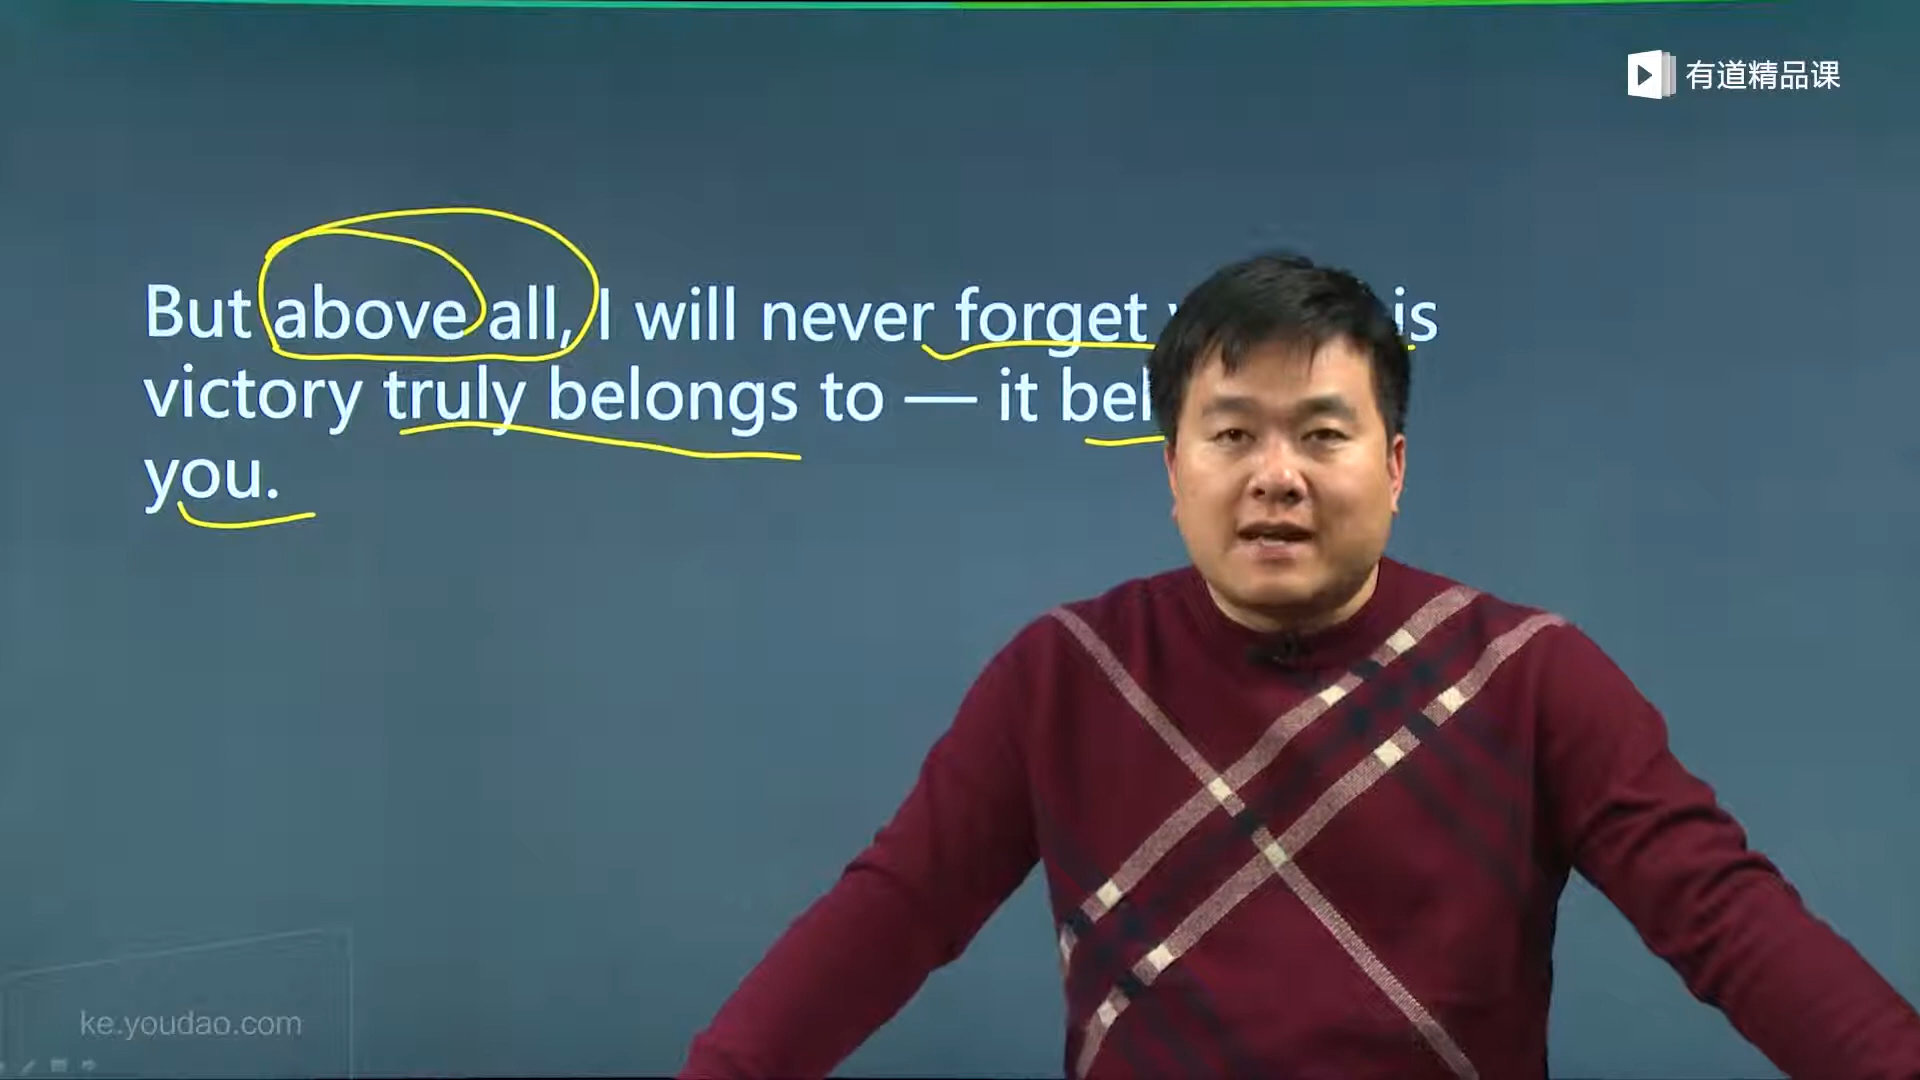 有道精品课
But above all, I will never forget is
victory truly belongs to — it
you.
ke.youdao.com